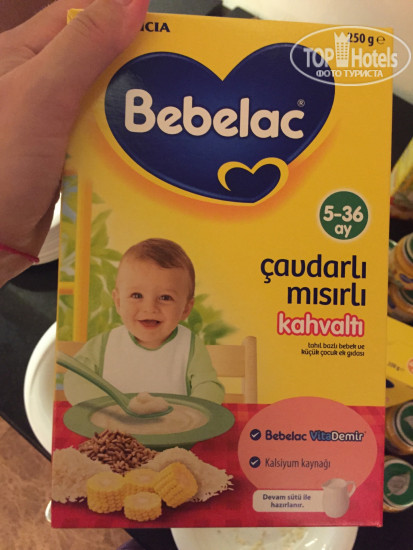 TOP Hotels
ФОТО ТУРИСТА
250 g e
Bebelac®
5-36
ay
çavdarlı
mısırlı
kahvaltı
tahıl bazlı bebek ve
küçük çocuk ek gıdası
Bebelac VitaDemir
Kalsiyum kaynağı
Devam sütü ile
hazırlanır.